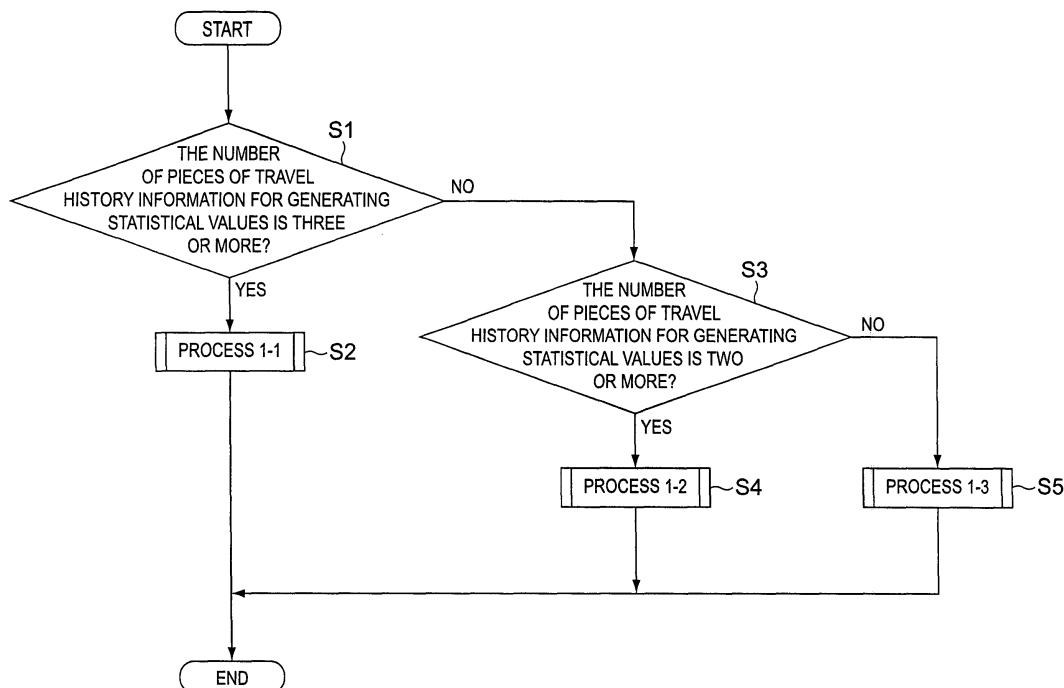 START
S1
THE NUMBER
OF PIECES OF TRAVEL
HISTORY INFORMATION FOR GENERATING
STATISTICAL VALUES IS THREE
OR MORE?
NO
YES
PROCESS 1-1
S2
S3
THE NUMBER
OF PIECES OF TRAVEL
HISTORY INFORMATION FOR GENERATING
STATISTICAL VALUES IS TWO
OR MORE?
NO
YES
PROCESS 1-2
S4
PROCESS 1-3
S5
END